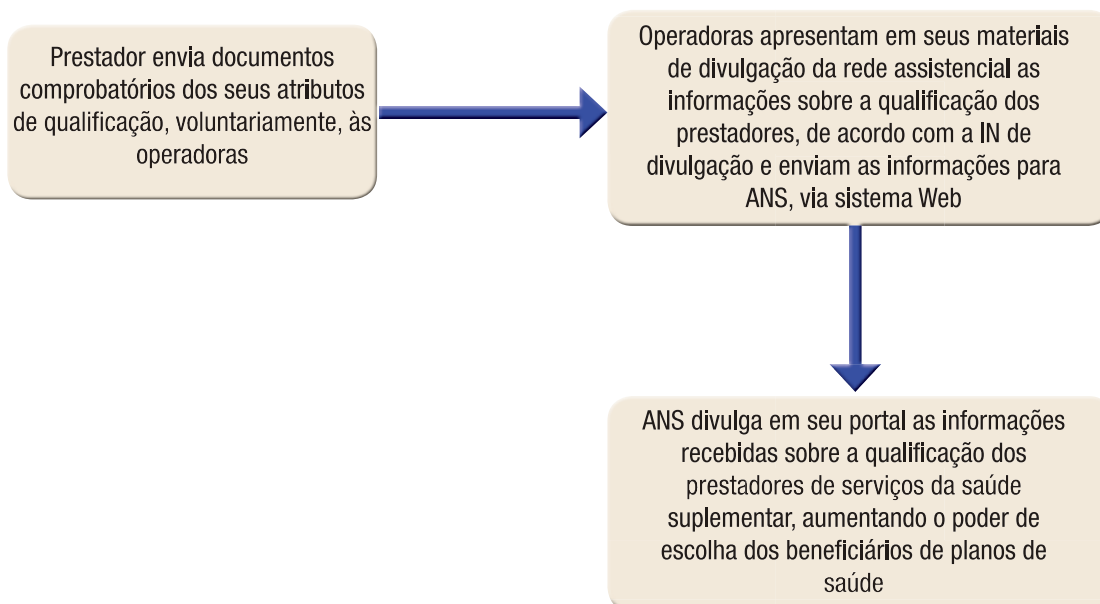 Prestador envia documentos
comprobatórios dos seus atributos
de qualificação, voluntariamente, às
operadoras
Operadoras apresentam em seus materiais
de divulgação da rede assistencial as
informações sobre a qualificação dos
prestadores, de acordo com a IN de
divulgação e enviam as informações para
ANS, via sistema Web
ANS divulga em seu portal as informações
recebidas sobre a qualificação dos
prestadores de serviços da saúde
suplementar, aumentando o poder de
escolha dos beneficiários de planos de
saúde